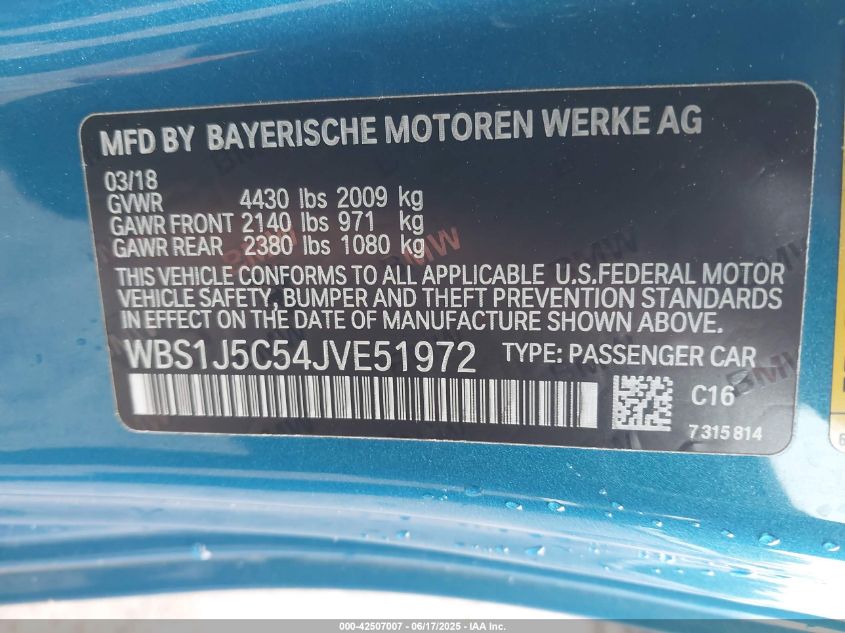 MFD BY BAYERISCHE MOTOREN WERKE AG
03/18
GVWR 4430 lbs 2009 kg
GAWR FRONT 2140 lbs 971 kg
GAWR REAR 2380 lbs 1080 kg
THIS VEHICLE CONFORMS TO ALL APPLICABLE U.S.FEDERAL MOTOR
VEHICLE SAFETY, BUMPER AND THEFT PREVENTION STANDARDS
IN EFFECT ON THE DATE OF MANUFACTURE SHOWN ABOVE.
WBS1J5C54JVE51972 TYPE: PASSENGER CAR
C16
7315814
000-42507007 - 06/17/2025 - IAA Inc.